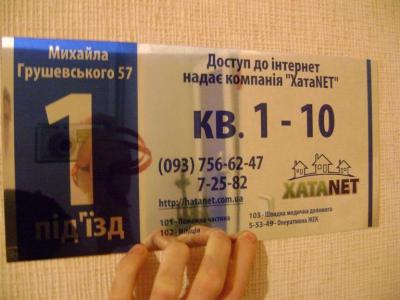 Михайла
Грушевського 57
1
під'їзд
Доступ до інтернет
надає компанія "ХатаNET"
КВ. 1 - 10
(093) 756-62-47
7-25-82
http://hatanet.com.ua
ХАТАNET
101 - Пожежна частина
102 - Міліція
103 - Швидка медична допомога
5-53-49 - Оперативна ЖЕК